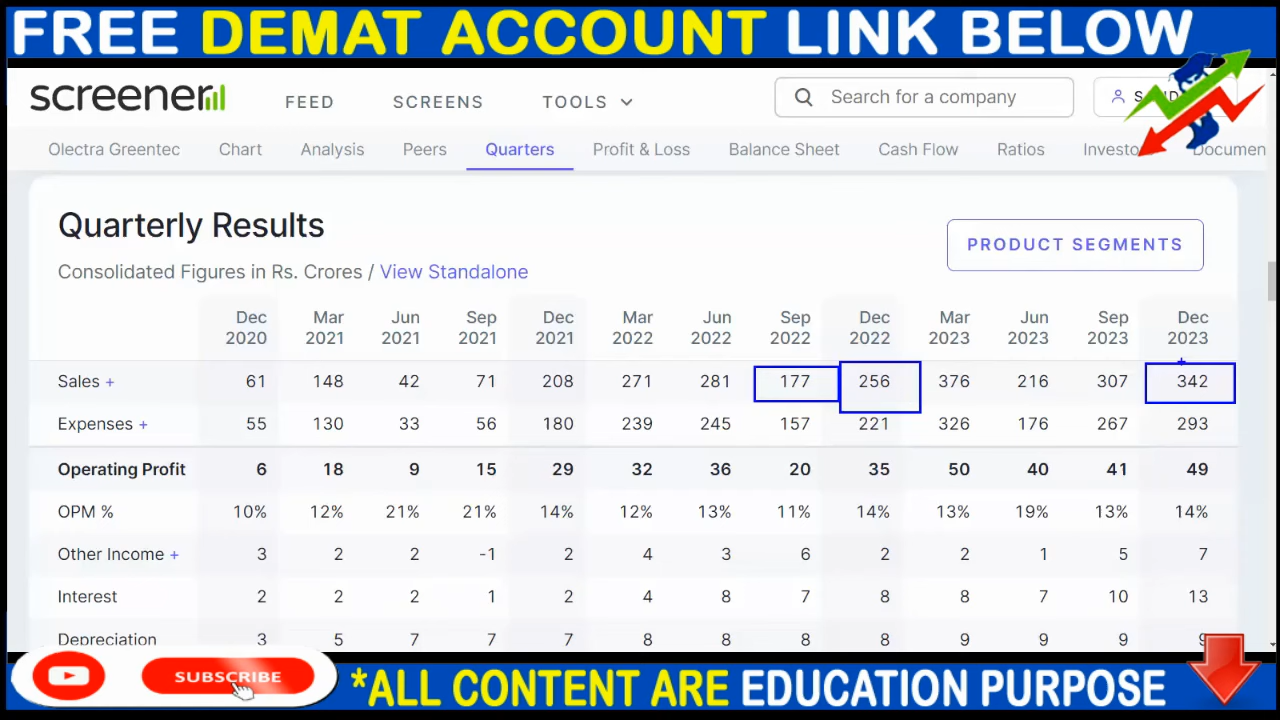 FREE DEMAT ACCOUNT LINK BELOW
screener FEED SCREENS TOOLS Search for a company
Olectra Greentec Chart Analysis Peers Quarters Profit & Loss Balance Sheet Cash Flow Ratios Investo Documen
Quarterly Results
PRODUCT SEGMENTS
Consolidated Figures in Rs. Crores / View Standalone
Dec Mar Jun Sep Dec Mar Jun Sep Dec Mar Jun Sep Dec
2020 2021 2021 2021 2021 2022 2022 2022 2022 2023 2023 2023 2023
Sales + 61 148 42 71 208 271 281 177 256 376 216 307 342
Expenses + 55 130 33 56 180 239 245 157 221 326 176 267 293
Operating Profit 6 18 9 15 29 32 36 20 35 50 40 41 49
OPM % 10% 12% 21% 21% 14% 12% 13% 11% 14% 13% 19% 13% 14%
Other Income + 3 2 2 -1 2 4 3 6 2 2 1 5 7
Interest 2 2 2 1 2 4 8 7 8 8 7 10 13
Depreciation 3 5 7 7 7 8 8 8 8 9 9 9 9
SUBSCRIBE
*ALL CONTENT ARE EDUCATION PURPOSE